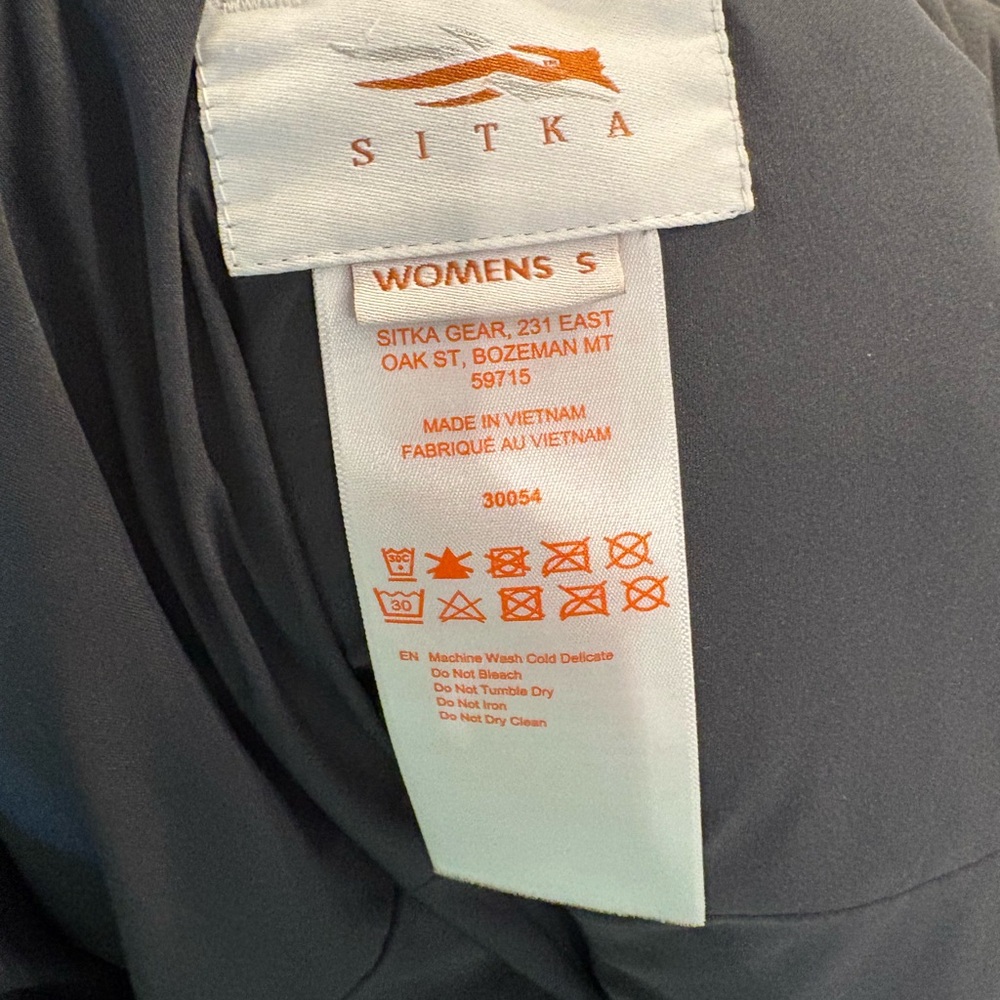 SITKA
WOMENS S
SITKA GEAR, 231 EAST
OAK ST, BOZEMAN MT
59715
MADE IN VIETNAM
FABRIQUÉ AU VIETNAM
30054
30C
30
EN Machine Wash Cold Delicate
Do Not Bleach
Do Not Tumble Dry
Do Not Iron
Do Not Dry Clean